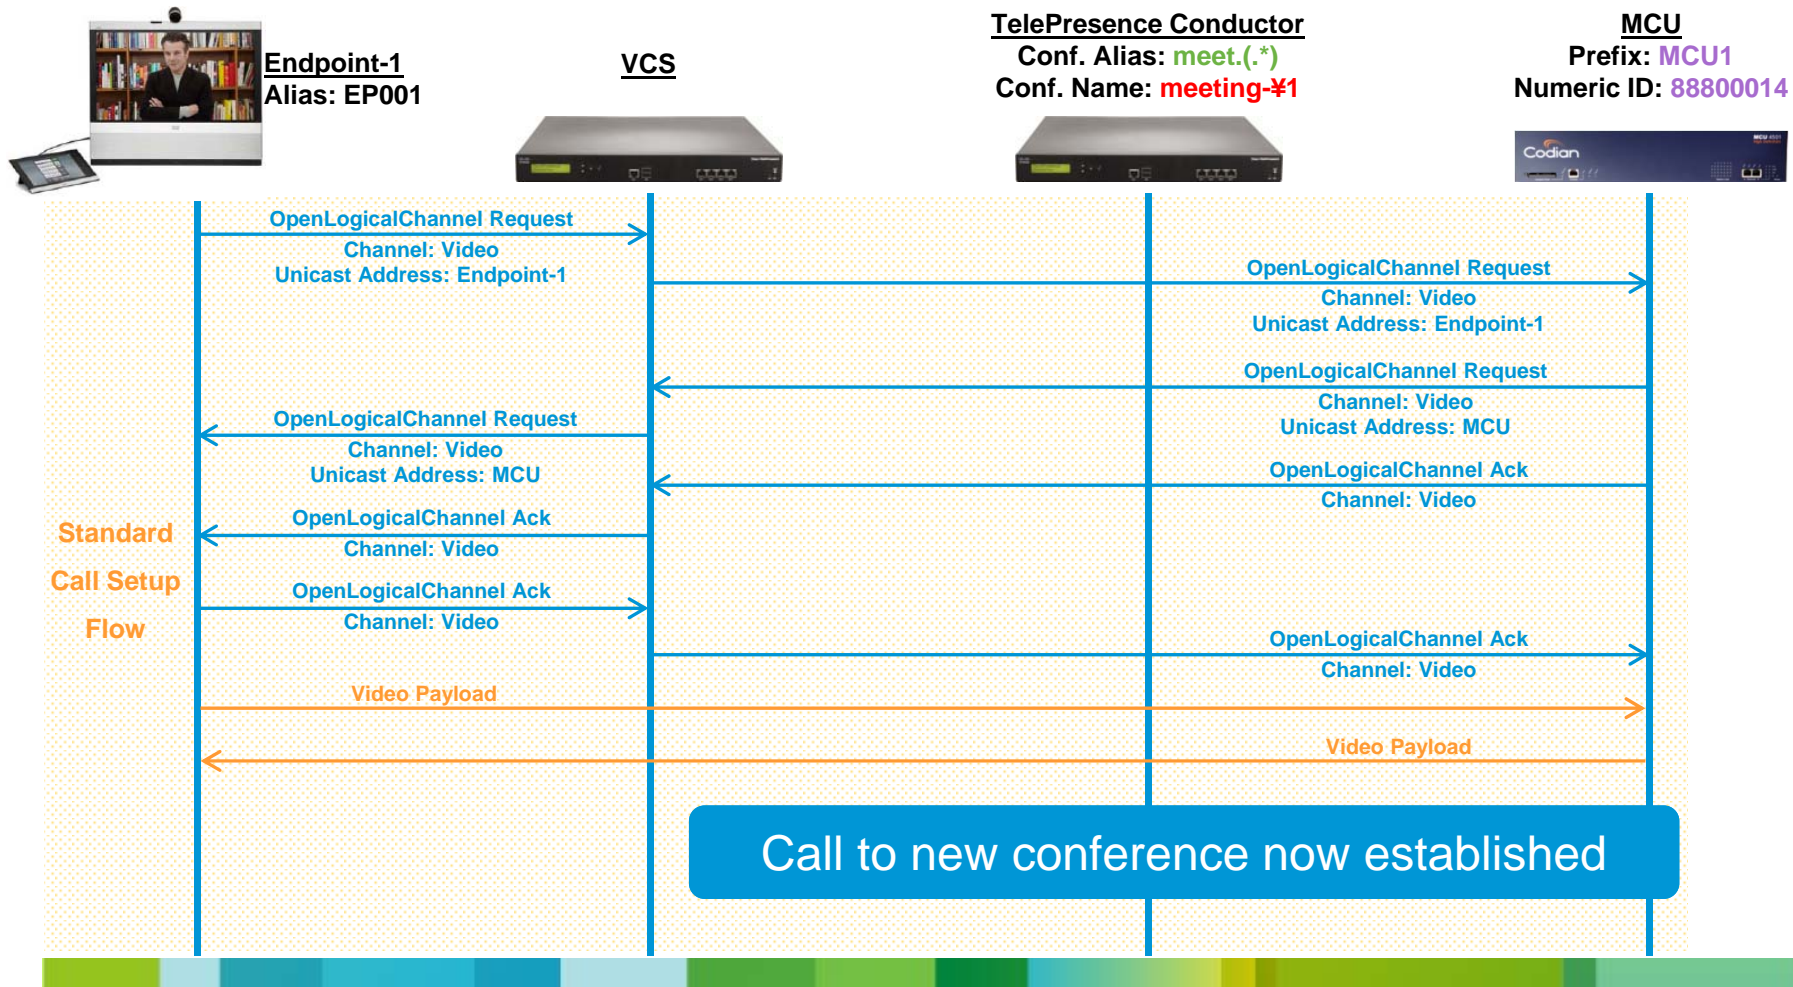 Endpoint-1
Alias: EP001
VCS
TelePresence Conductor
Conf. Alias: meet.(.*)
Conf. Name: meeting-¥1
MCU
Prefix: MCU1
Numeric ID: 88800014
Codian
OpenLogicalChannel Request
Channel: Video
Unicast Address: Endpoint-1
OpenLogicalChannel Request
Channel: Video
Unicast Address: Endpoint-1
OpenLogicalChannel Request
Channel: Video
Unicast Address: MCU
OpenLogicalChannel Request
Channel: Video
Unicast Address: MCU
OpenLogicalChannel Ack
Channel: Video
OpenLogicalChannel Ack
Channel: Video
Standard
Call Setup
Flow
OpenLogicalChannel Ack
Channel: Video
OpenLogicalChannel Ack
Channel: Video
Video Payload
Video Payload
Call to new conference now established